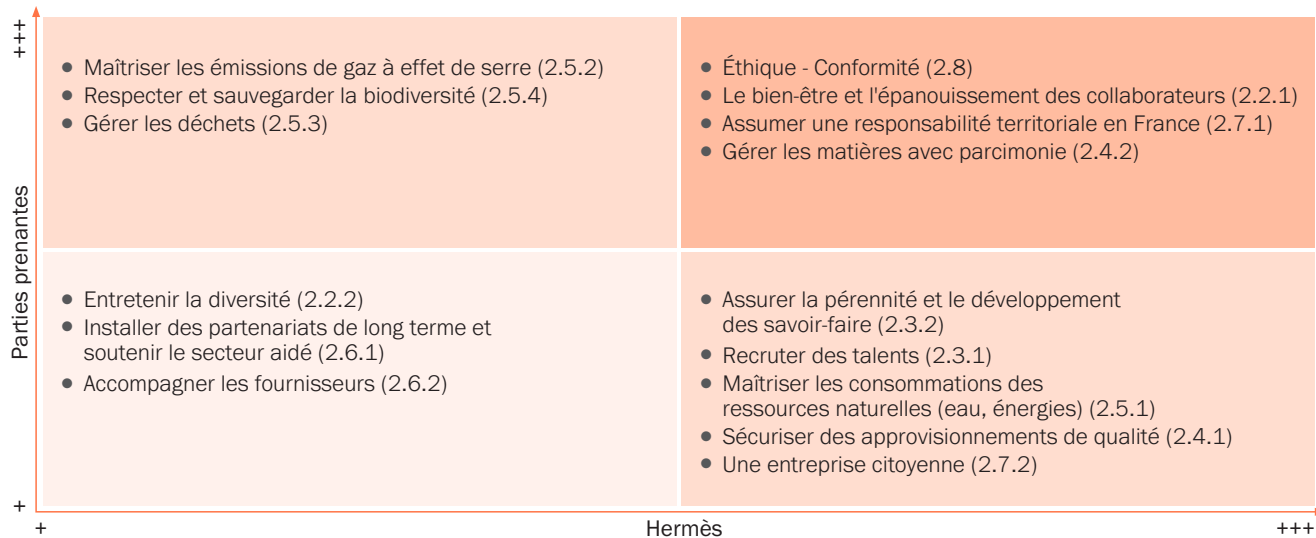 +++
Parties prenantes
+
• Maîtriser les émissions de gaz à effet de serre (2.5.2)
• Respecter et sauvegarder la biodiversité (2.5.4)
• Gérer les déchets (2.5.3)
• Éthique - Conformité (2.8)
• Le bien-être et l'épanouissement des collaborateurs (2.2.1)
• Assumer une responsabilité territoriale en France (2.7.1)
• Gérer les matières avec parcimonie (2.4.2)
• Entretenir la diversité (2.2.2)
• Installer des partenariats de long terme et
soutenir le secteur aidé (2.6.1)
• Accompagner les fournisseurs (2.6.2)
• Assurer la pérennité et le développement
des savoir-faire (2.3.2)
• Recruter des talents (2.3.1)
• Maîtriser les consommations des
ressources naturelles (eau, énergies) (2.5.1)
• Sécuriser des approvisionnements de qualité (2.4.1)
• Une entreprise citoyenne (2.7.2)
+
Hermès
+++